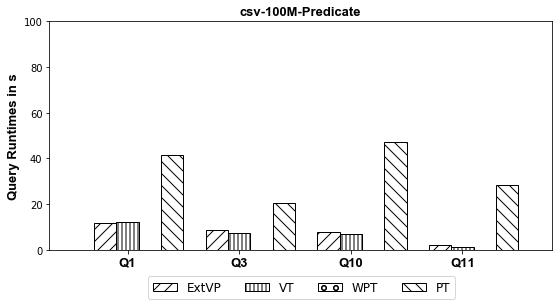 csv-100M-Predicate
Query Runtimes in s
100
80
60
40
20
0
Q1 Q3 Q10 Q11
ExtVP VT WPT PT